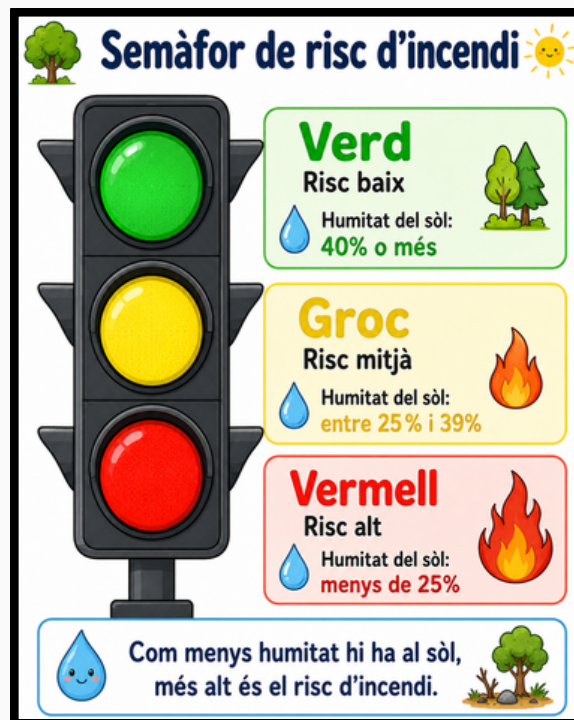 Semàfor de risc d'incendi
Verd
Risc baix
Humitat del sòl:
40% o més
Groc
Risc mitjà
Humitat del sòl:
entre 25% i 39%
Vermell
Risc alt
Humitat del sòl:
menys de 25%
Com menys humitat hi ha al sòl,
més alt és el risc d'incendi.